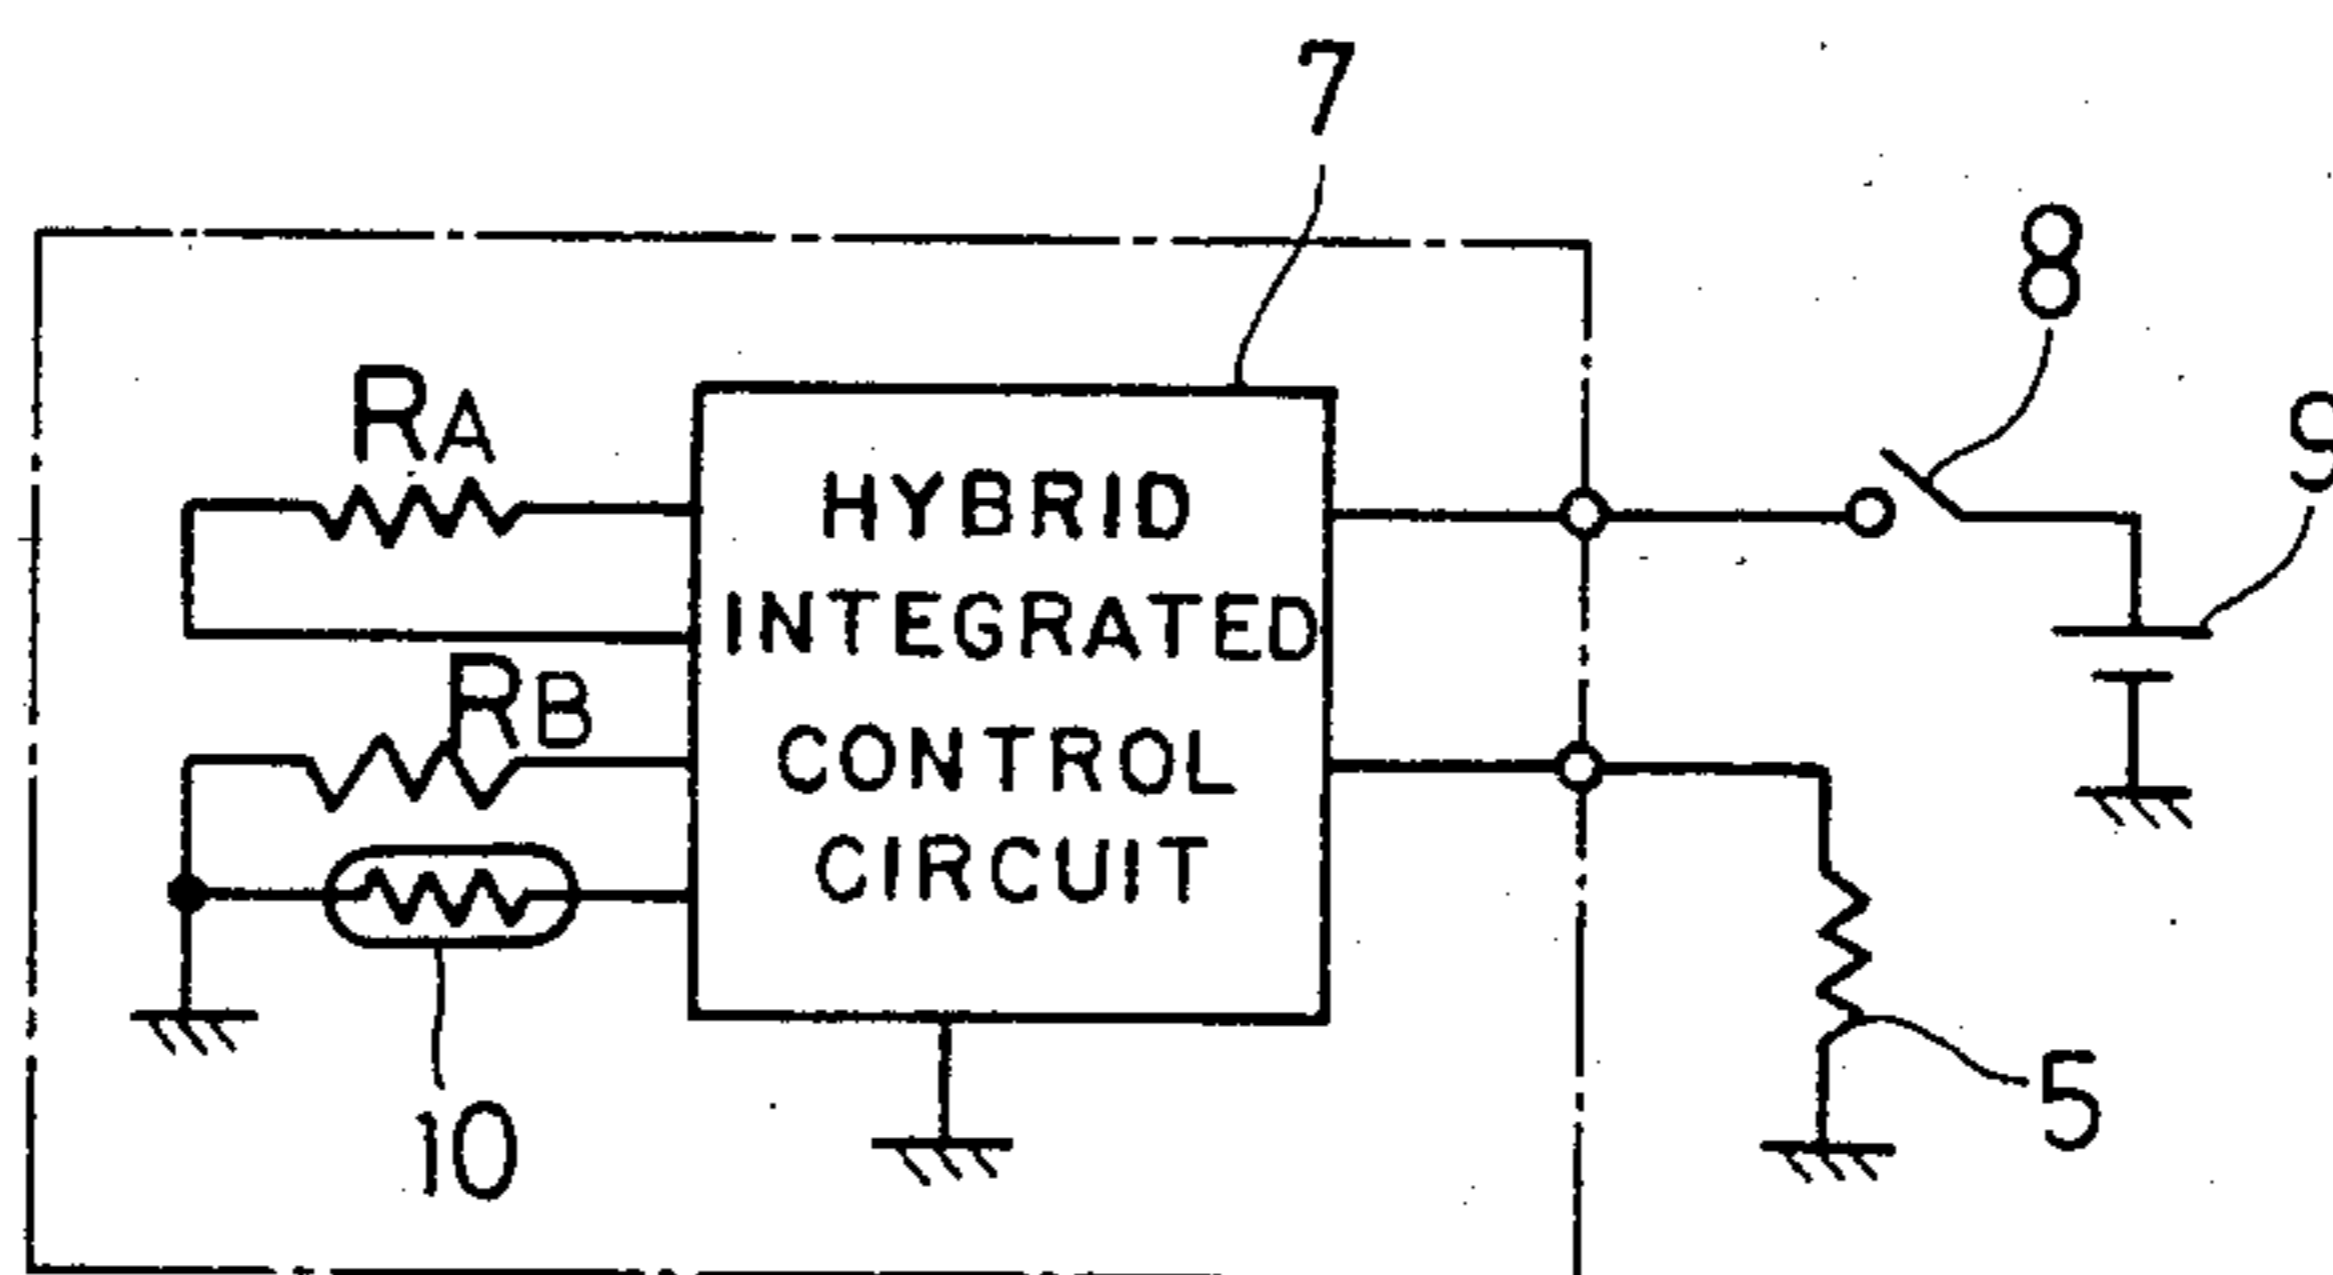 7
8
9
RA
HYBRID
INTEGRATED
CONTROL
CIRCUIT
RB
10
5